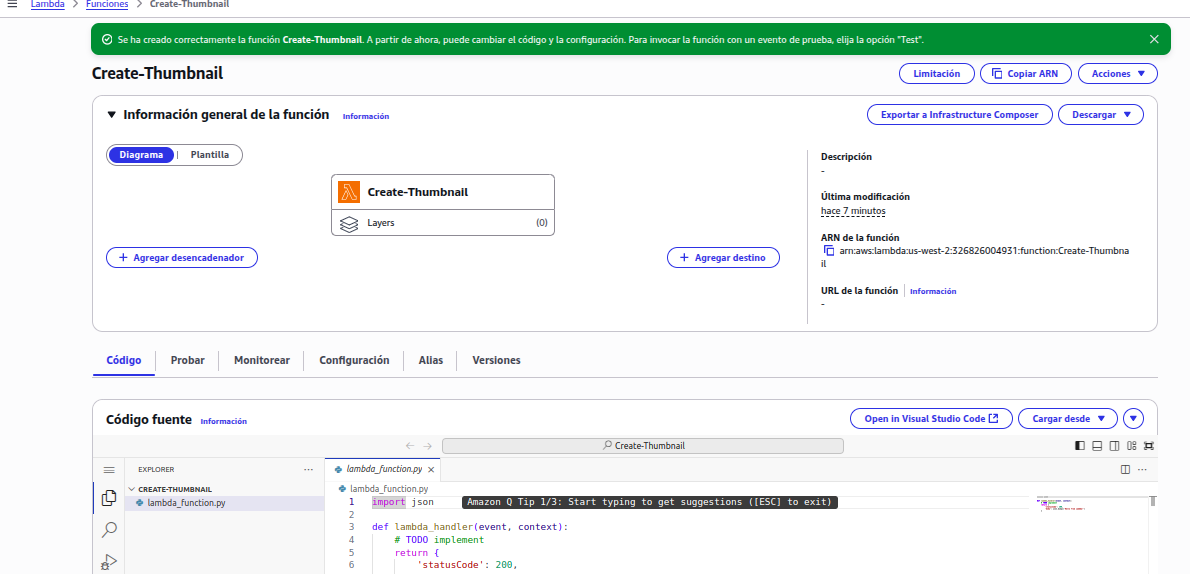 Lambda > Funciones > Create-Thumbnail
Se ha creado correctamente la función Create-Thumbnail. A partir de ahora, puede cambiar el código y la configuración. Para invocar la función con un evento de prueba, elija la opción "Test".
Create-Thumbnail
Limitación
Copiar ARN
Acciones
Información general de la función
Información
Exportar a Infrastructure Composer
Descargar
Diagrama
Plantilla
Create-Thumbnail
Layers
(0)
Agregar desencadenador
Agregar destino
Descripción
-
Última modificación
hace 7 minutos
ARN de la función
arn:aws:lambda:us-west-2:326826004931:function:Create-Thumbna
il
URL de la función
Información
-
Código
Probar
Monitorear
Configuración
Alias
Versiones
Código fuente
Información
Open in Visual Studio Code
Cargar desde
Create-Thumbnail
EXPLORER
CREATE-THUMBNAIL
lambda_function.py
lambda_function.py
lambda_function.py
1 import json
Amazon Q Tip 1/3: Start typing to get suggestions ([ESC] to exit)
2
3 def lambda_handler(event, context):
4 # TODO implement
5 return {
6 'statusCode': 200,